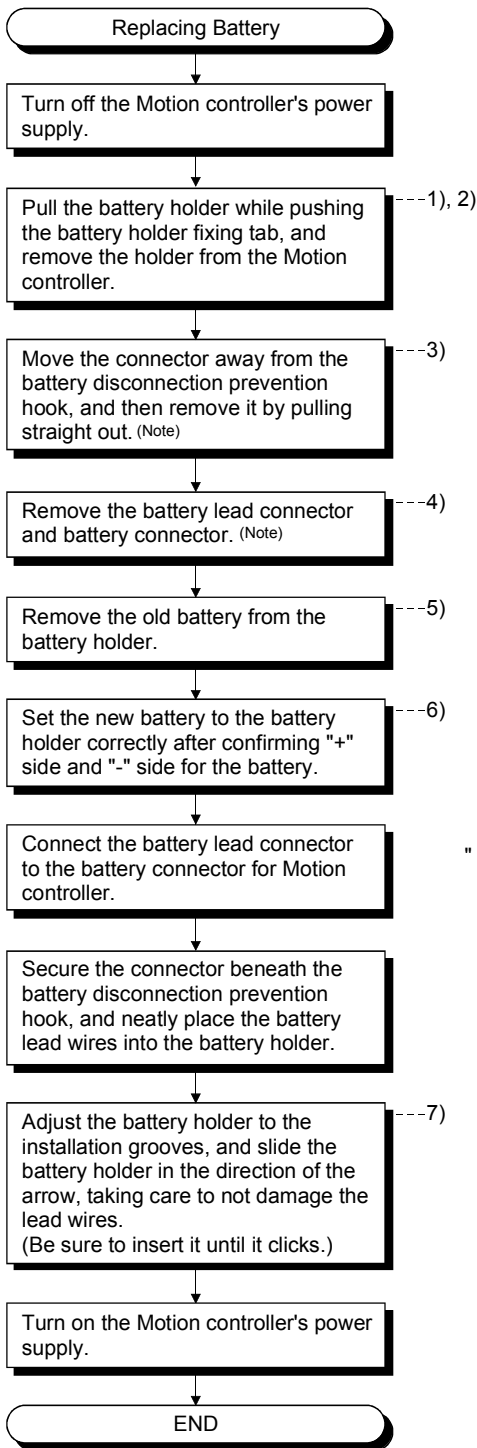 Replacing Battery
Turn off the Motion controller's power
supply.
Pull the battery holder while pushing
the battery holder fixing tab, and
remove the holder from the Motion
controller.
---1), 2)
Move the connector away from the
battery disconnection prevention
hook, and then remove it by pulling
straight out. (Note)
---3)
Remove the battery lead connector
and battery connector. (Note)
---4)
Remove the old battery from the
battery holder.
---5)
Set the new battery to the battery
holder correctly after confirming "+"
side and "-" side for the battery.
---6)
Connect the battery lead connector
to the battery connector for Motion
controller.
"
Secure the connector beneath the
battery disconnection prevention
hook, and neatly place the battery
lead wires into the battery holder.
Adjust the battery holder to the
installation grooves, and slide the
battery holder in the direction of the
arrow, taking care to not damage the
lead wires.
(Be sure to insert it until it clicks.)
---7)
Turn on the Motion controller's power
supply.
END